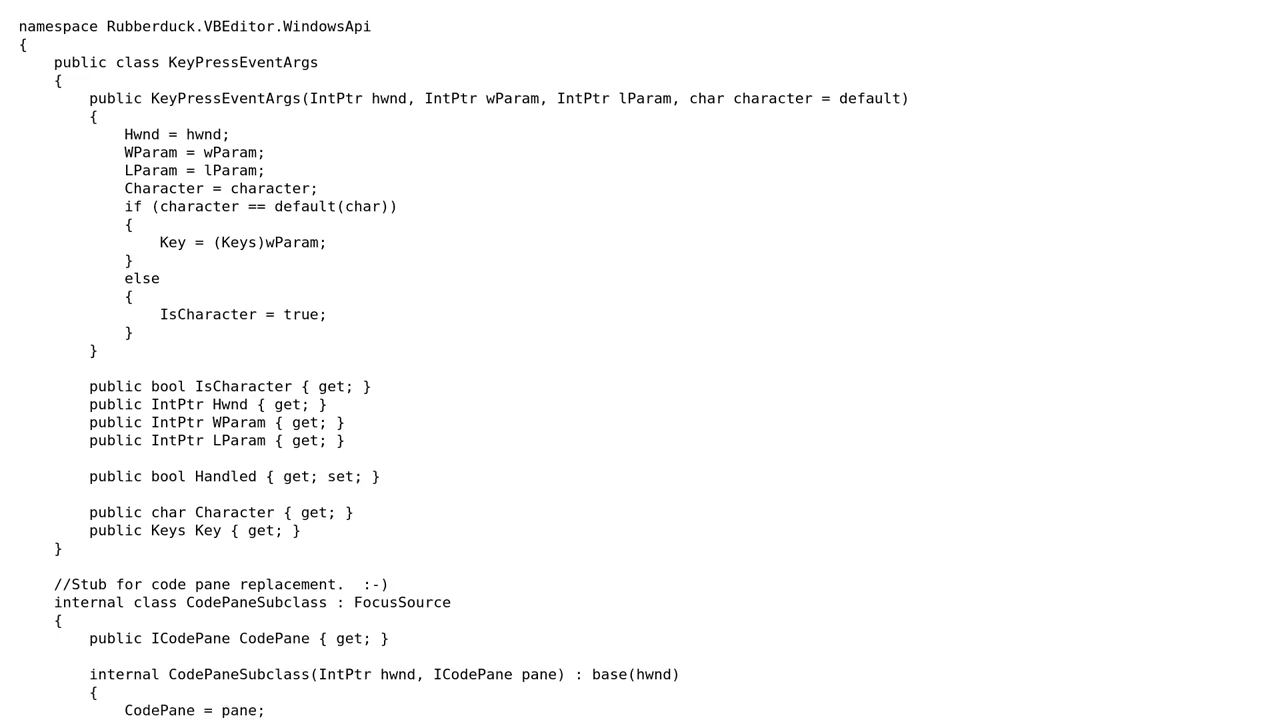 namespace Rubberduck.VBEditor.WindowsApi
{
    public class KeyPressEventArgs
    {
        public KeyPressEventArgs(IntPtr hwnd, IntPtr wParam, IntPtr lParam, char character = default)
        {
            Hwnd = hwnd;
            WParam = wParam;
            LParam = lParam;
            Character = character;
            if (character == default(char))
            {
                Key = (Keys)wParam;
            }
            else
            {
                IsCharacter = true;
            }
        }

        public bool IsCharacter { get; }
        public IntPtr Hwnd { get; }
        public IntPtr WParam { get; }
        public IntPtr LParam { get; }

        public bool Handled { get; set; }

        public char Character { get; }
        public Keys Key { get; }
    }

    //Stub for code pane replacement.  :-)
    internal class CodePaneSubclass : FocusSource
    {
        public ICodePane CodePane { get; }

        internal CodePaneSubclass(IntPtr hwnd, ICodePane pane) : base(hwnd)
        {
            CodePane = pane;